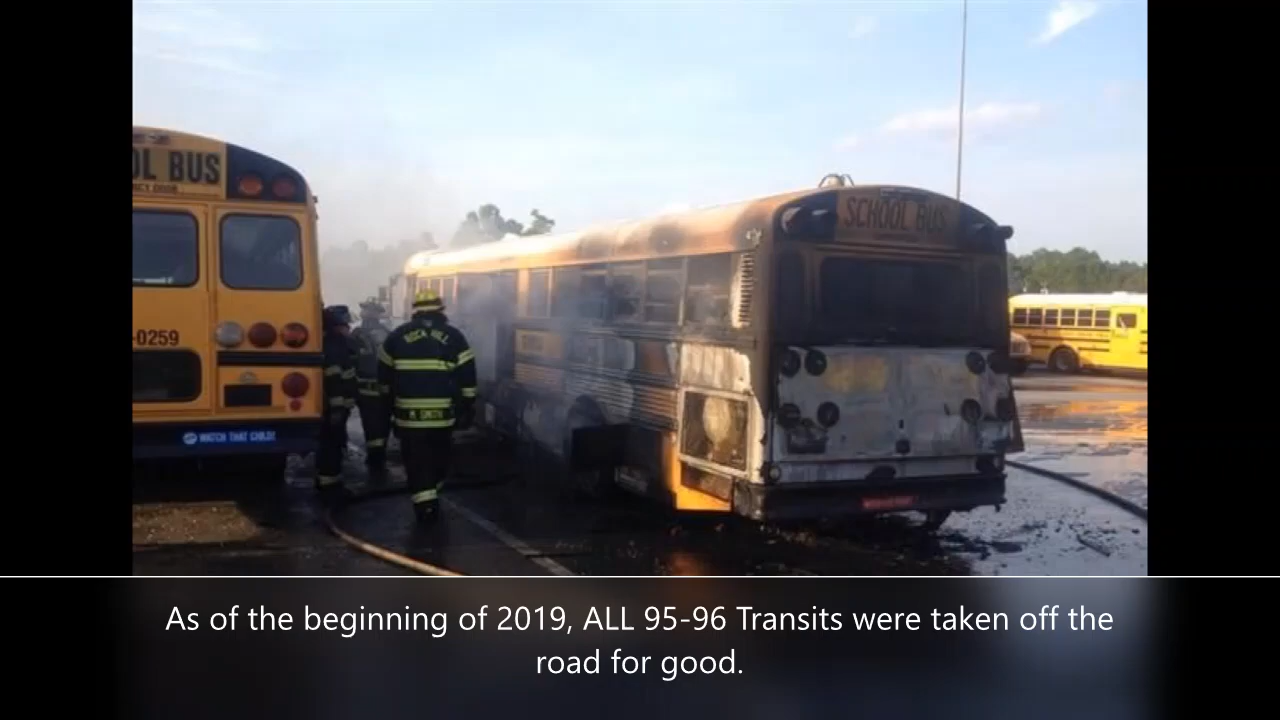 OL BUS
-0259
WATCH THAT CHILD!
ROCK HILL
M SMITH
SCHOOL BUS
As of the beginning of 2019, ALL 95-96 Transits were taken off the
road for good.